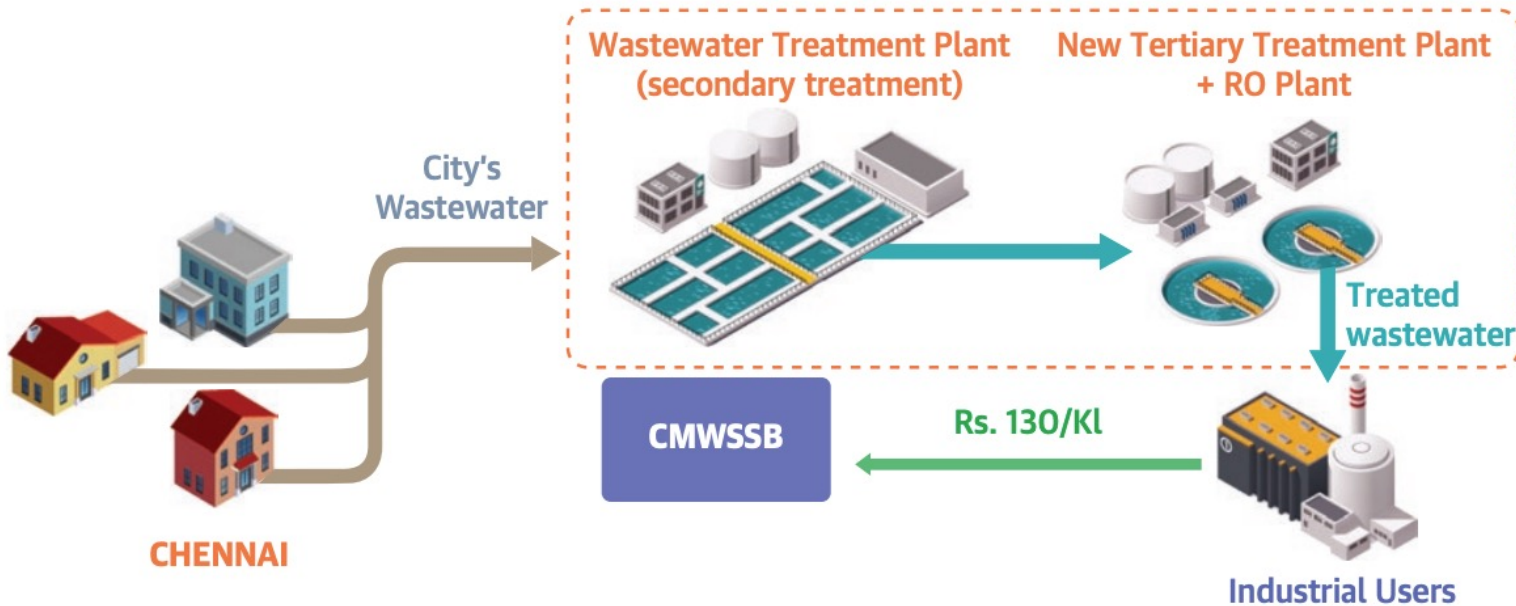 Wastewater Treatment Plant
(secondary treatment)
New Tertiary Treatment Plant
+ RO Plant
City's
Wastewater
Treated
wastewater
CMWSSB
Rs. 130/Kl
CHENNAI
Industrial Users